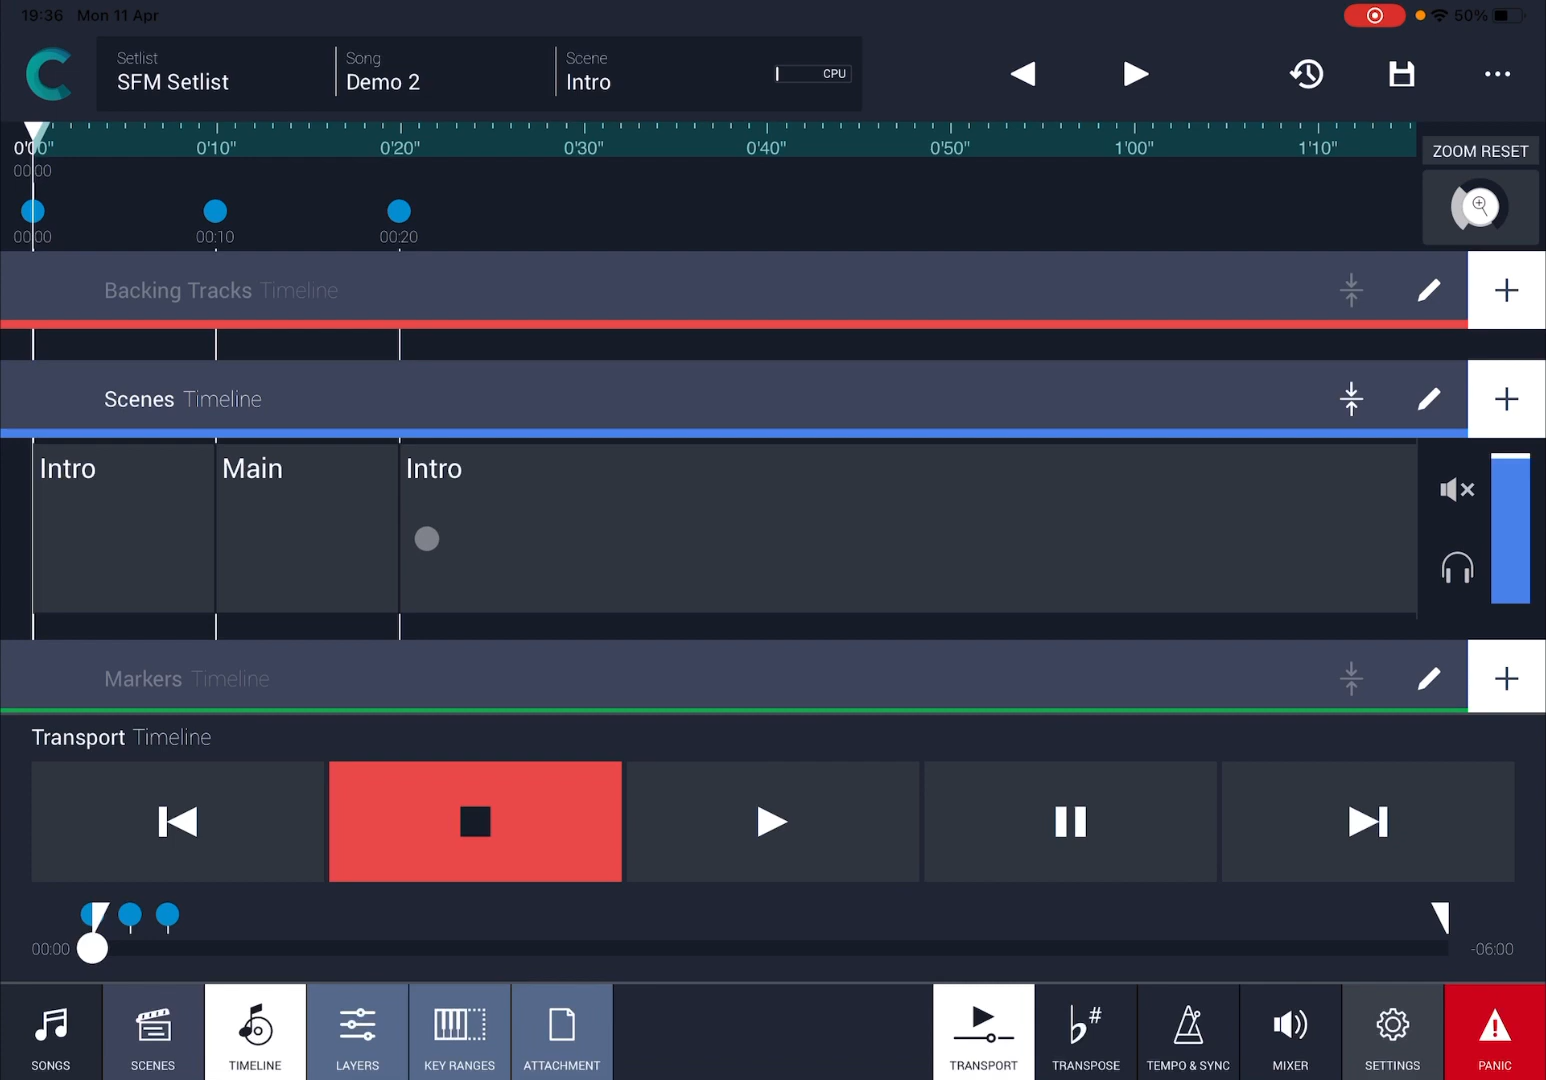 19:36 Mon 11 Apr
50%
Setlist
SFM Setlist
Song
Demo 2
Scene
Intro
CPU
0'00" 0'10" 0'20" 0'30" 0'40" 0'50" 1'00" 1'10"
ZOOM RESET
00:00
00:00 00:10 00:20
Backing Tracks Timeline
Scenes Timeline
Intro Main Intro
Markers Timeline
Transport Timeline
00:00 -06:00
SONGS SCENES TIMELINE LAYERS KEY RANGES ATTACHMENT TRANSPORT TRANSPOSE TEMPO & SYNC MIXER SETTINGS PANIC